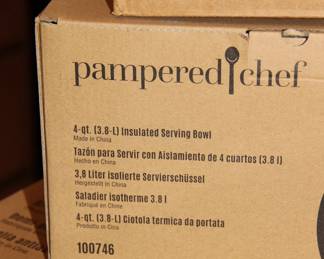 pampered chef
4-qt. (3.8-L) Insulated Serving Bowl
Made in China
Tazón para Servir con Aislamiento de 4 cuartos (3.8 l)
Hecho en China
3,8 Liter isolierte Servierschüssel
Hergestellt in China
Saladier isotherme 3.8 l
Fabriqué en Chine
4-qt. (3.8-L) Ciotola termica da portata
Prodotto in Cina
100746